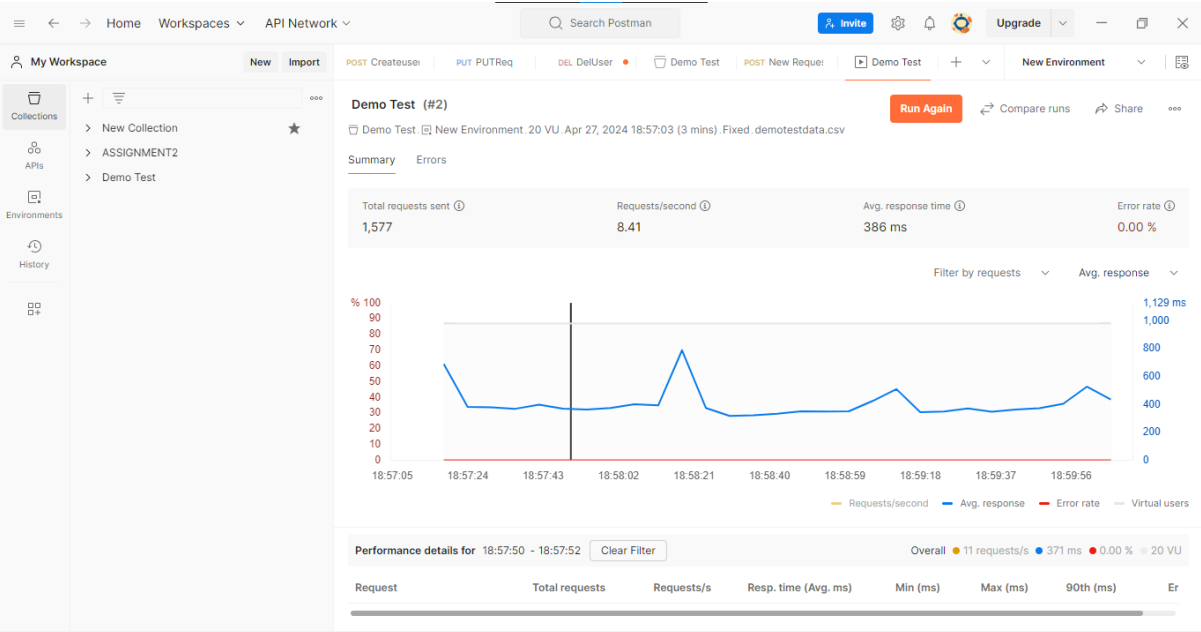 Home Workspaces API Network Search Postman Invite Upgrade
My Workspace New Import POST Createuser PUT PUTReq DEL DelUser Demo Test POST New Reques Demo Test New Environment
Collections
APIs
Environments
History
New Collection
ASSIGNMENT2
Demo Test
Demo Test (#2) Run Again Compare runs Share
Demo Test . New Environment . 20 VU . Apr 27, 2024 18:57:03 (3 mins) . Fixed . demotestdata.csv
Summary Errors
Total requests sent Requests/second Avg. response time Error rate
1,577 8.41 386 ms 0.00 %
Filter by requests Avg. response
% 100 1,129 ms
90 1,000
80
70 800
60 600
50
40 400
30
20 200
10
0 0
18:57:05 18:57:24 18:57:43 18:58:02 18:58:21 18:58:40 18:58:59 18:59:18 18:59:37 18:59:56
Requests/second Avg. response Error rate Virtual users
Performance details for 18:57:50 - 18:57:52 Clear Filter Overall 11 requests/s 371 ms 0.00 % 20 VU
Request Total requests Requests/s Resp. time (Avg. ms) Min (ms) Max (ms) 90th (ms) Er